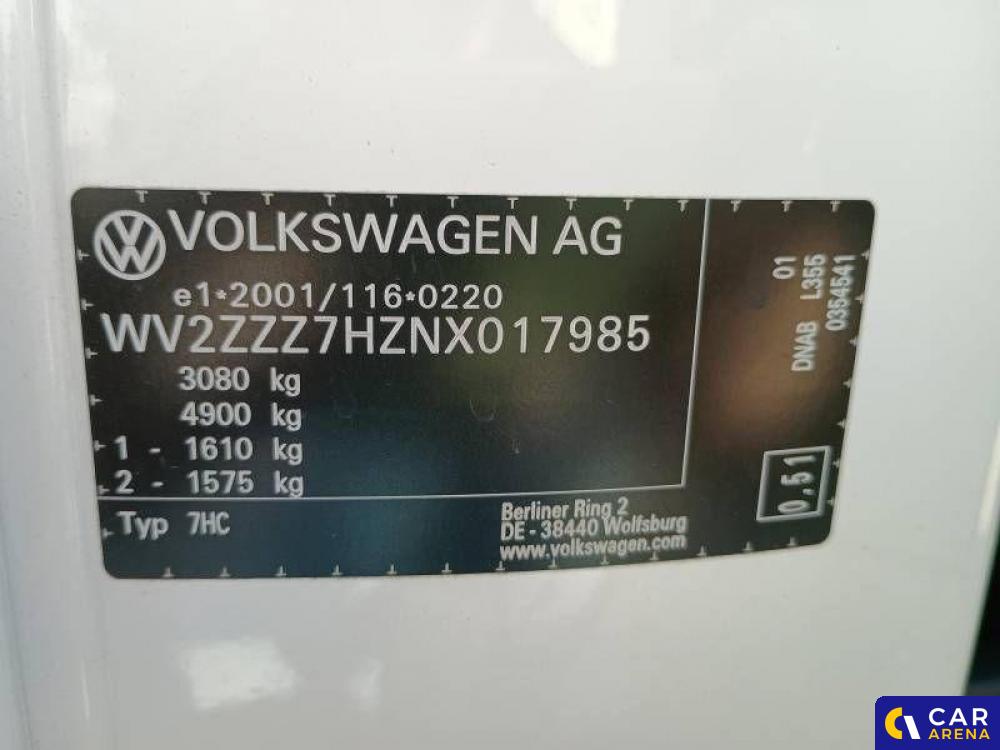 VOLKSWAGEN AG
e1*2001/116*0220
WV2ZZZ7HZNX017985
3080 kg
4900 kg
1 - 1610 kg
2 - 1575 kg
Typ 7HC
Berliner Ring 2
DE - 38440 Wolfsburg
www.volkswagen.com
01
DNAB L355
0354541
0,51
CAR
ARENA